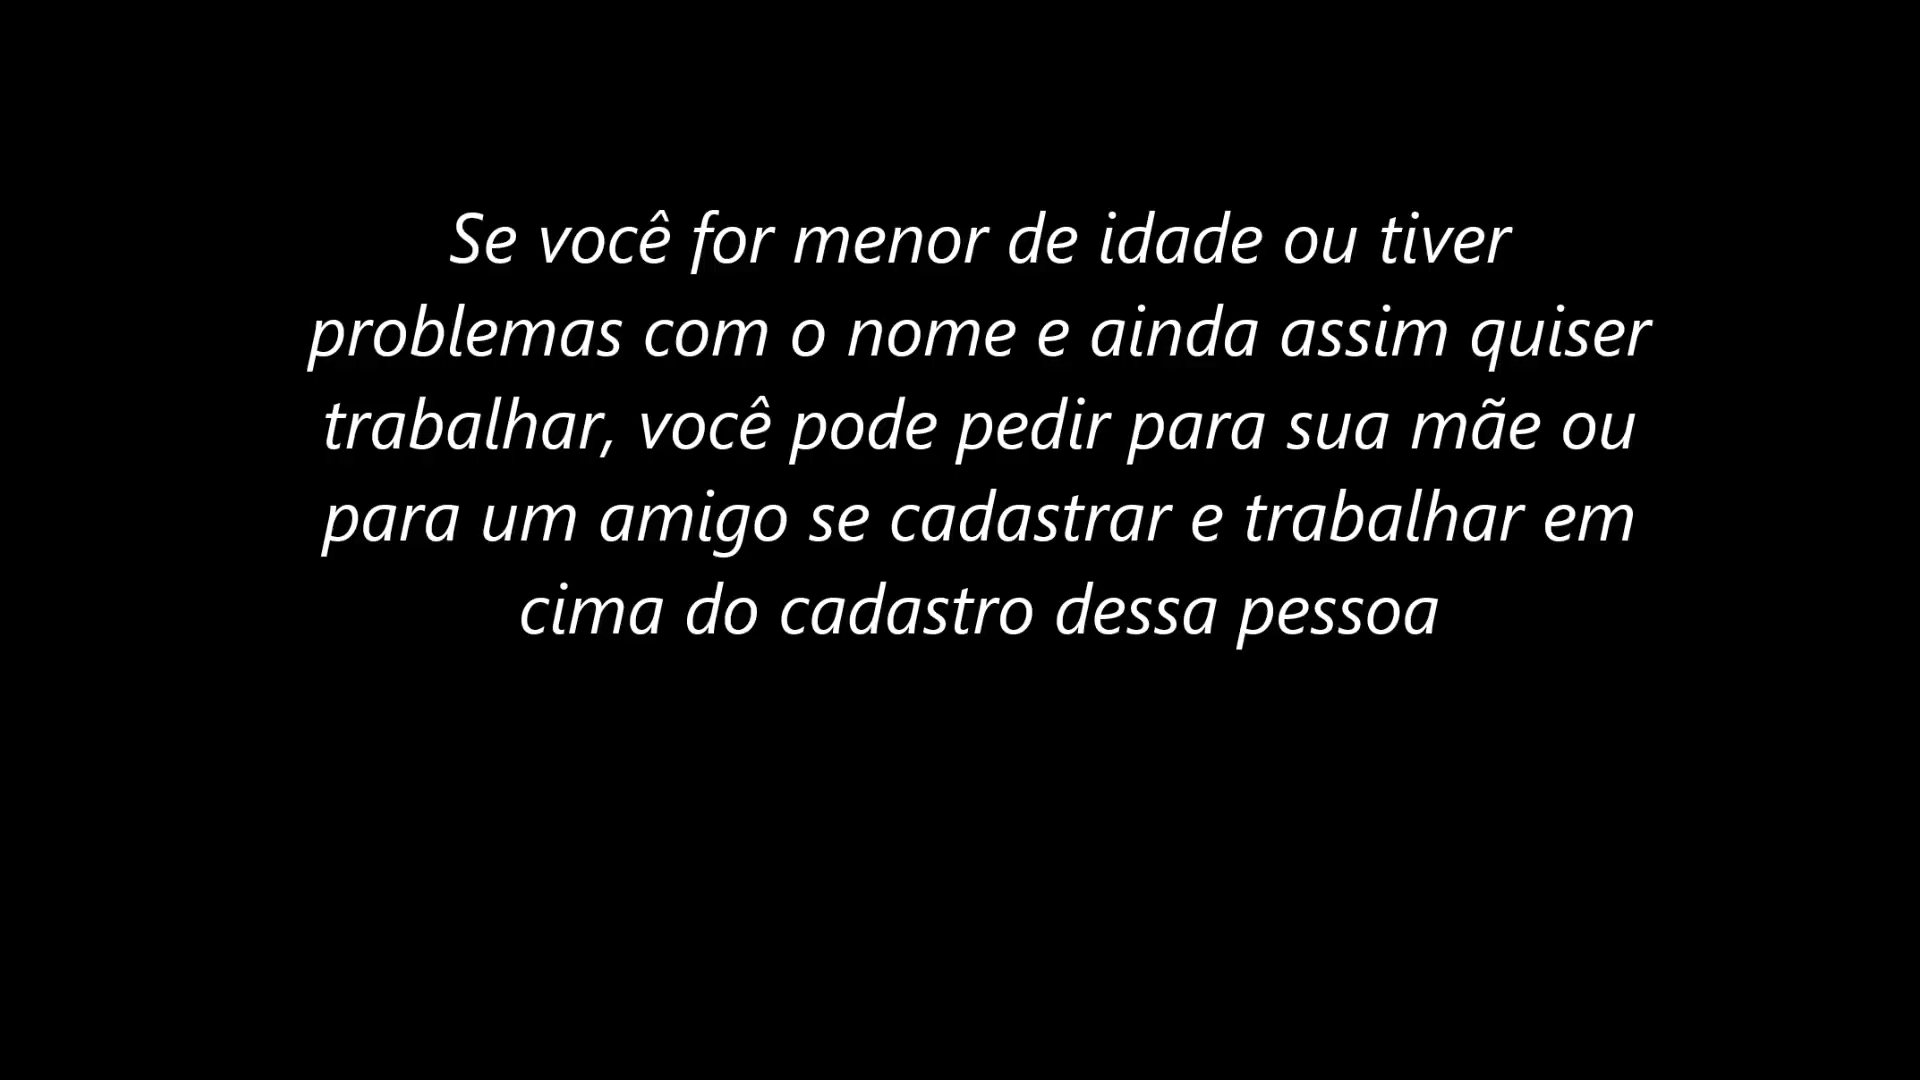 Se você for menor de idade ou tiver
problemas com o nome e ainda assim quiser
trabalhar, você pode pedir para sua mãe ou
para um amigo se cadastrar e trabalhar em
cima do cadastro dessa pessoa